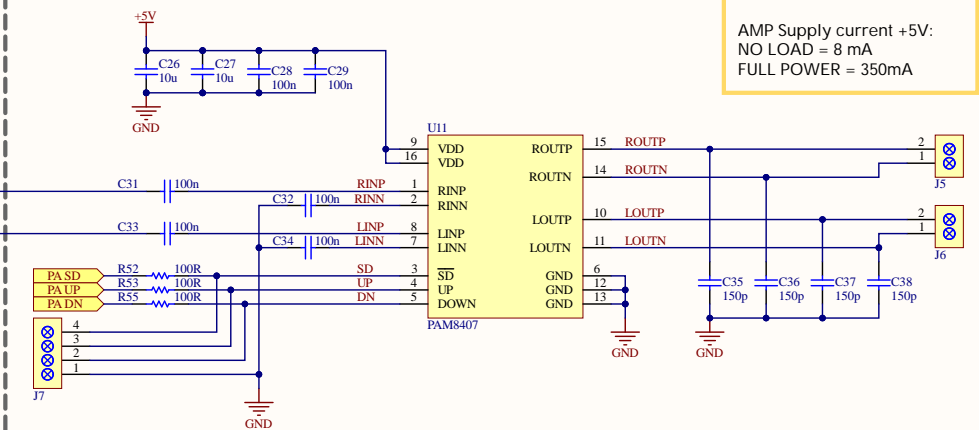 +5V
AMP Supply current +5V:
NO LOAD = 8 mA
FULL POWER = 350mA
C26
10u
C27
10u
C28
100n
C29
100n
GND
U11
9 VDD
16 VDD
ROUTP 15 ROUTP
ROUTN 14 ROUTN
2
1
J5
C31 100n RINP 1 RINP
C32 100n RINN 2 RINN
C33 100n LINP 8 LINP
C34 100n LINN 7 LINN
LOUTP 10 LOUTP
LOUTN 11 LOUTN
2
1
J6
PA SD R52 100R SD 3 SD
PA UP R53 100R UP 4 UP
PA DN R55 100R DN 5 DOWN
GND 6
GND 12
GND 13
C35
150p
C36
150p
C37
150p
C38
150p
PAM8407
4
3
2
1
J7
GND
GND
GND